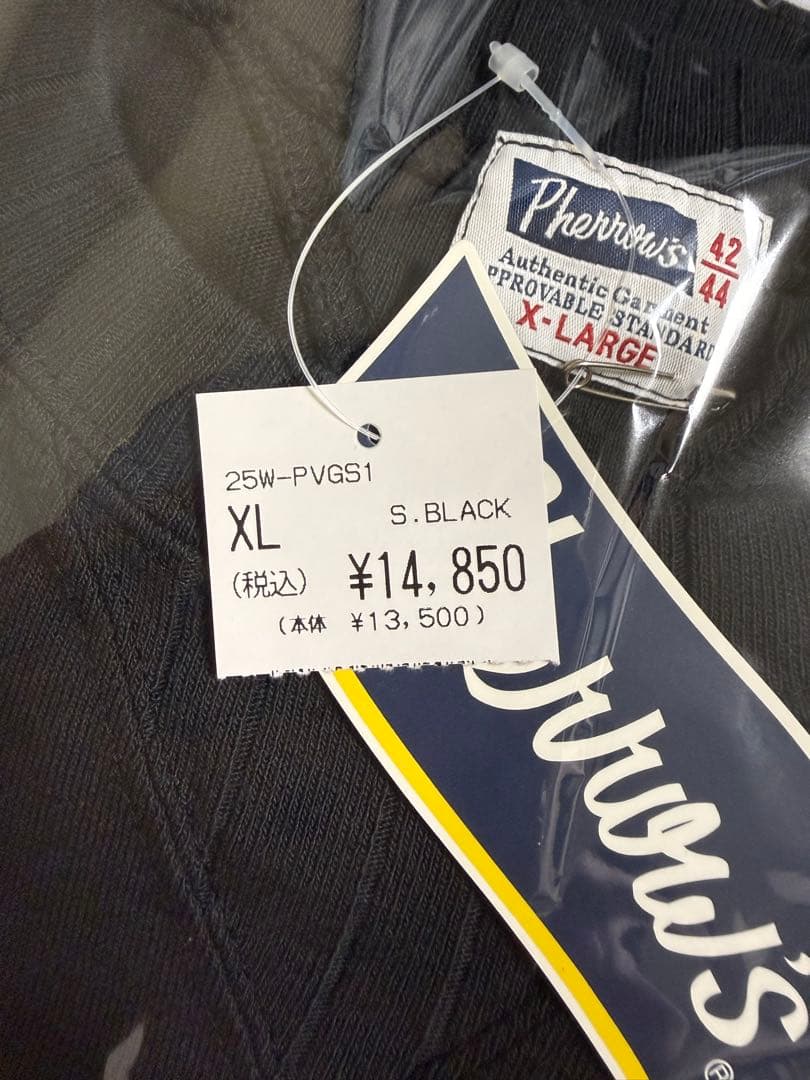 Pherrow's
42
44
Authentic Garment
PPROVABLE STANDARD
X-LARGE
25W-PVGS1
XL S.BLACK
(税込) ¥14,850
(本体 ¥13,500)